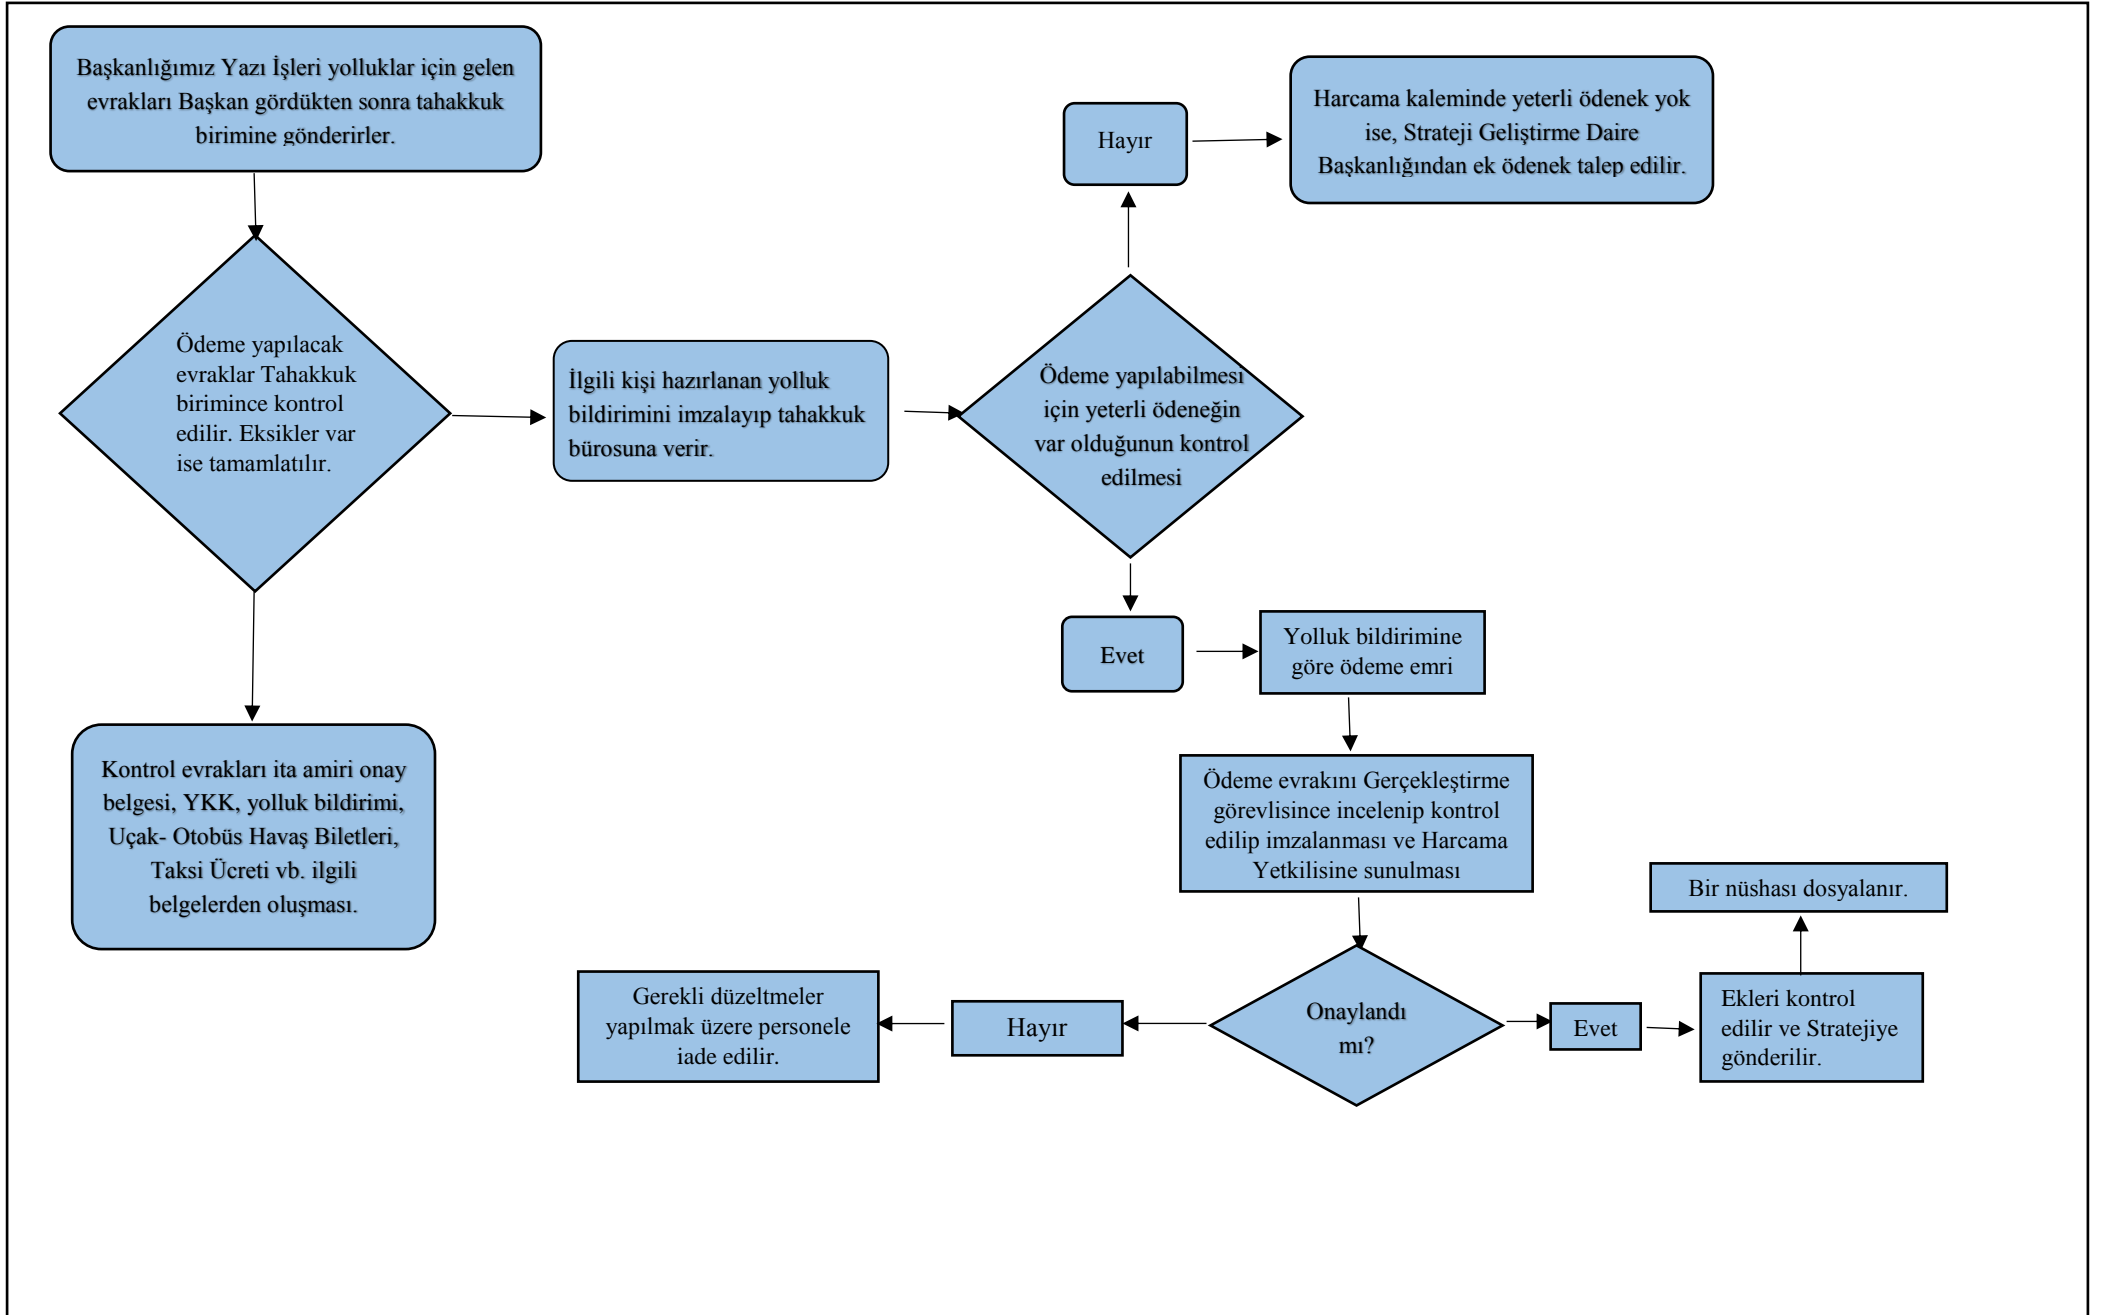 Başkanlığımız Yazı İşleri yolluklar için gelen
evrakları Başkan gördükten sonra tahakkuk
birimine gönderirler.
Hayır
Harcama kaleminde yeterli ödenek yok
ise, Strateji Geliştirme Daire
Başkanlığından ek ödenek talep edilir.
Ödeme yapılacak
evraklar Tahakkuk
birimince kontrol
edilir. Eksikler var
ise tamamlatılır.
İlgili kişi hazırlanan yolluk
bildirimini imzalayıp tahakkuk
bürosuna verir.
Ödeme yapılabilmesi
için yeterli ödeneğin
var olduğunun kontrol
edilmesi
Evet
Yolluk bildirimine
göre ödeme emri
Kontrol evrakları ita amiri onay
belgesi, YKK, yolluk bildirimi,
Uçak- Otobüs Havaş Biletleri,
Taksi Ücreti vb. ilgili
belgelerden oluşması.
Ödeme evrakını Gerçekleştirme
görevlisince incelenip kontrol
edilip imzalanması ve Harcama
Yetkilisine sunulması
Bir nüshası dosyalanır.
Gerekli düzeltmeler
yapılmak üzere personele
iade edilir.
Hayır
Onaylandı
mı?
Evet
Ekleri kontrol
edilir ve Stratejiye
gönderilir.